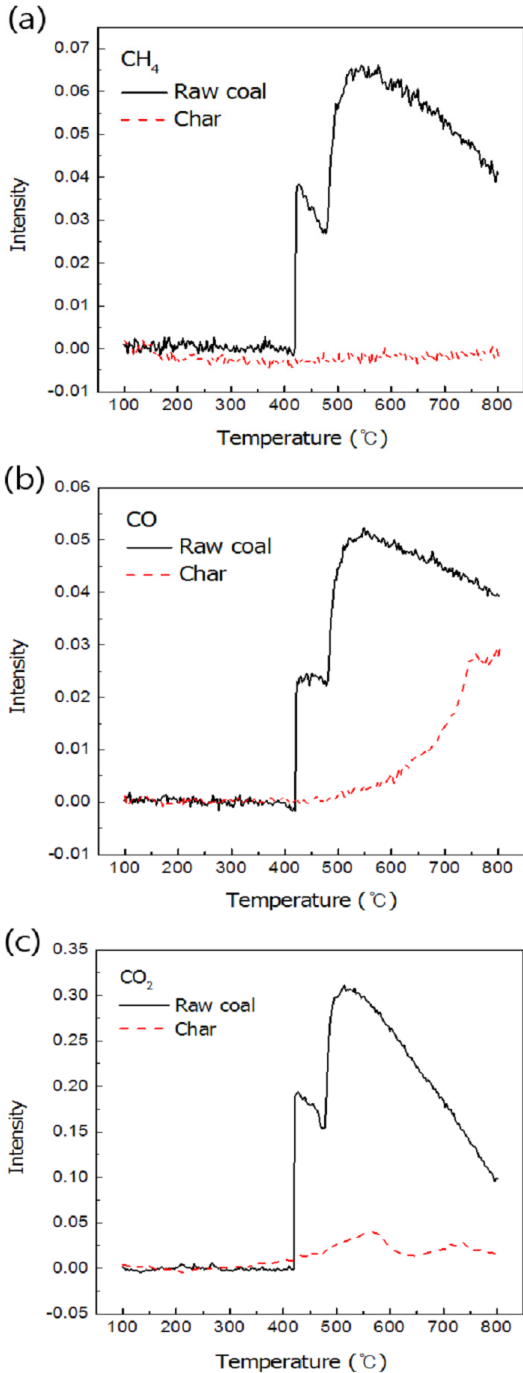 (a)
CH₄
Raw coal
Char
0.07
0.06
0.05
0.04
0.03
0.02
0.01
0.00
-0.01
Intensity
100 200 300 400 500 600 700 800
Temperature (℃)
(b)
CO
Raw coal
Char
0.06
0.05
0.04
0.03
0.02
0.01
0.00
-0.01
Intensity
100 200 300 400 500 600 700 800
Temperature (℃)
(c)
CO₂
Raw coal
Char
0.35
0.30
0.25
0.20
0.15
0.10
0.05
0.00
-0.05
Intensity
100 200 300 400 500 600 700 800
Temperature (℃)